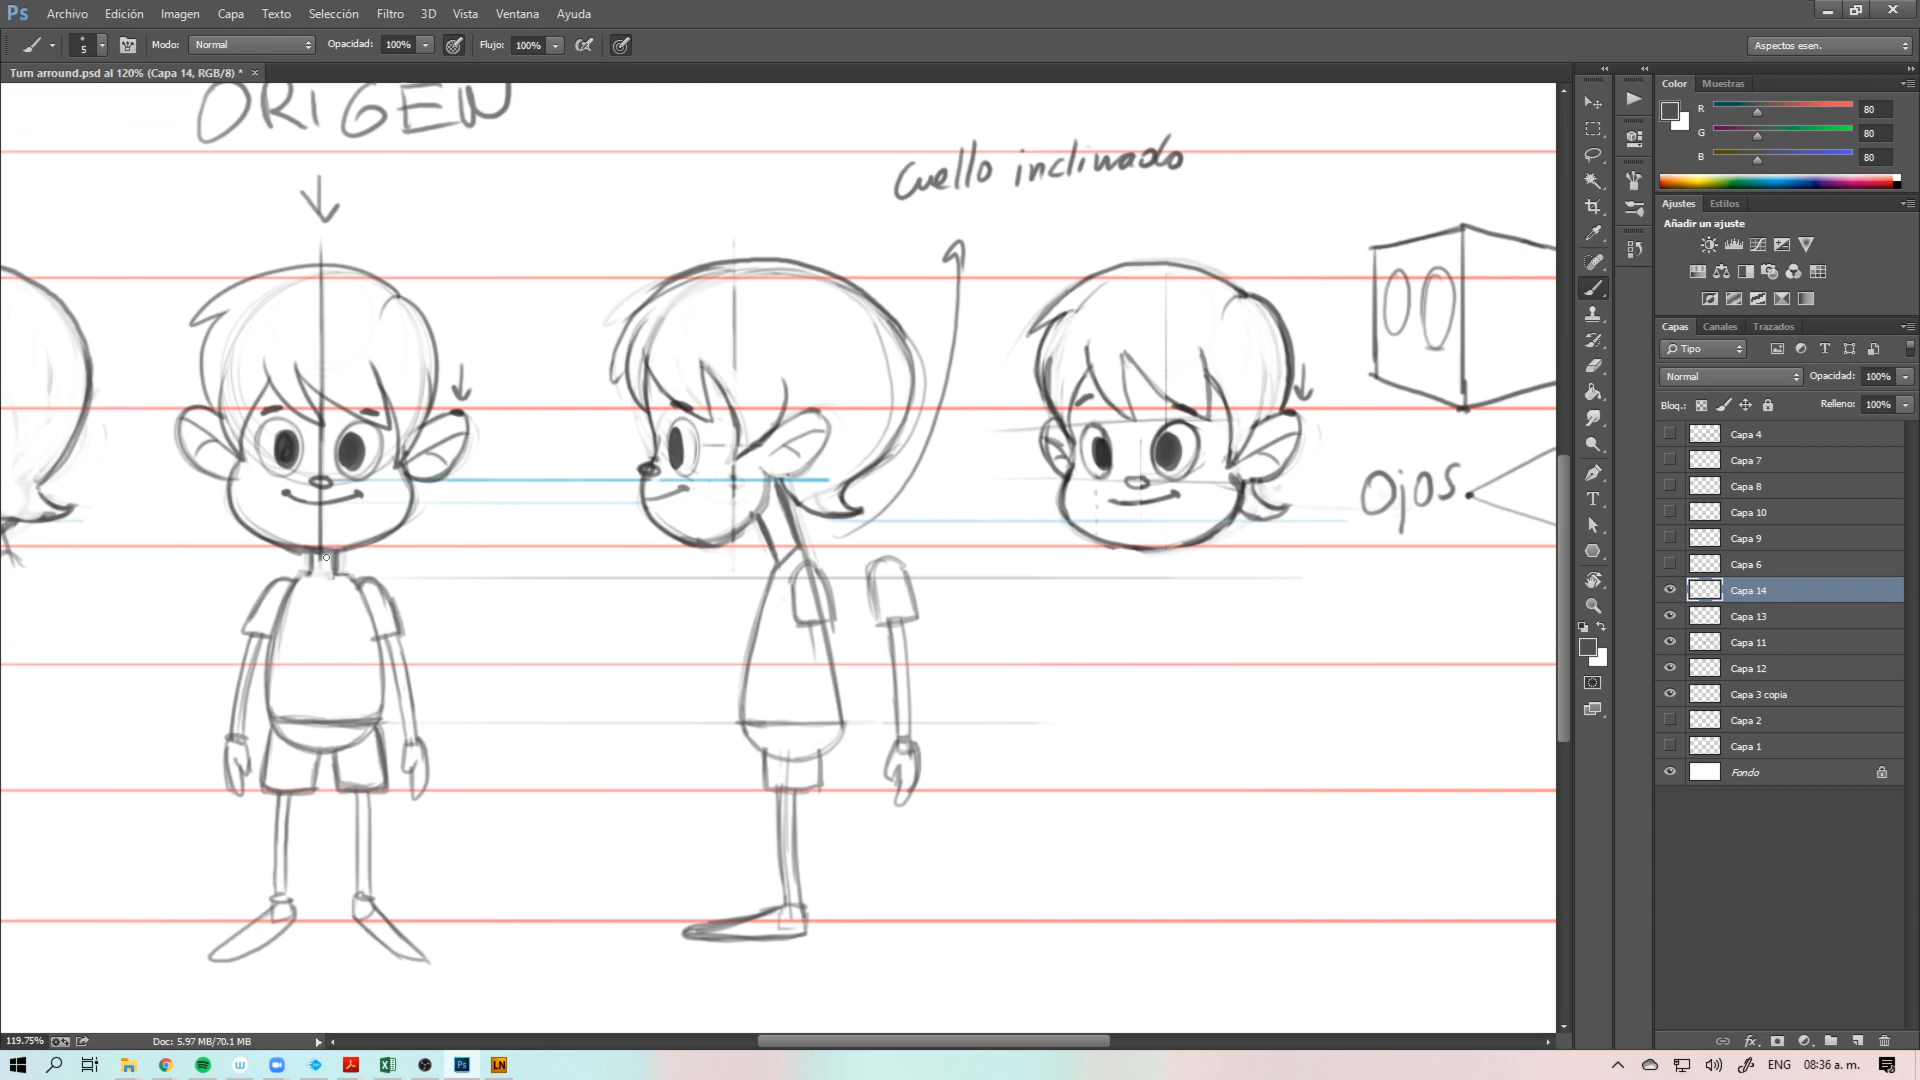 Ps Archivo Edición Imagen Capa Texto Selección Filtro 3D Vista Ventana Ayuda
5 Modo: Normal Opacidad: 100% Flujo: 100% Aspectos esen.
Turn arround.psd al 120% (Capa 14, RGB/8) * ×
ORIGEN
Cuello inclinado
Ojos
Color Muestras
R 80
G 80
B 80
Ajustes Estilos
Añadir un ajuste
Capas Canales Trazados
Tipo
Normal Opacidad: 100%
Bloq.: Relleno: 100%
Capa 4
Capa 7
Capa 8
Capa 10
Capa 9
Capa 6
Capa 14
Capa 13
Capa 11
Capa 12
Capa 3 copia
Capa 2
Capa 1
Fondo
119.75% Doc: 5.97 MB/70.1 MB
fx
W Ps LN ENG 08:36 a. m.